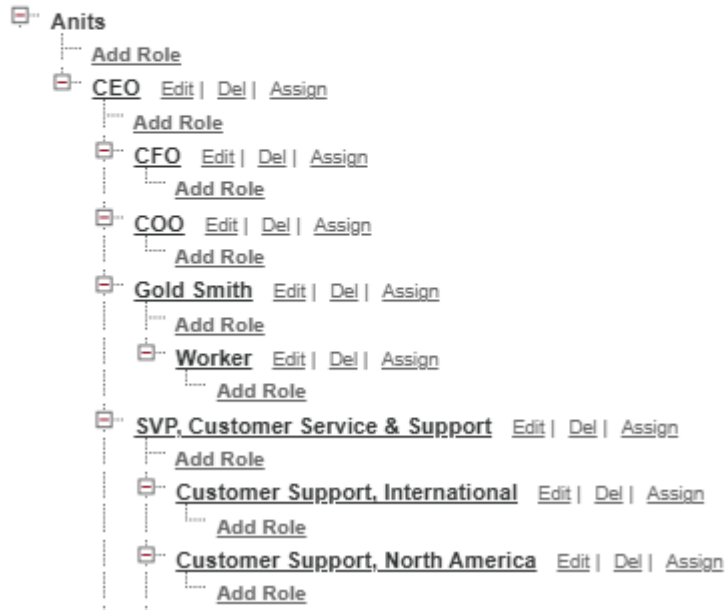 Anits
Add Role
CEO Edit | Del | Assign
Add Role
CFO Edit | Del | Assign
Add Role
COO Edit | Del | Assign
Add Role
Gold Smith Edit | Del | Assign
Add Role
Worker Edit | Del | Assign
Add Role
SVP, Customer Service & Support Edit | Del | Assign
Add Role
Customer Support, International Edit | Del | Assign
Add Role
Customer Support, North America Edit | Del | Assign
Add Role